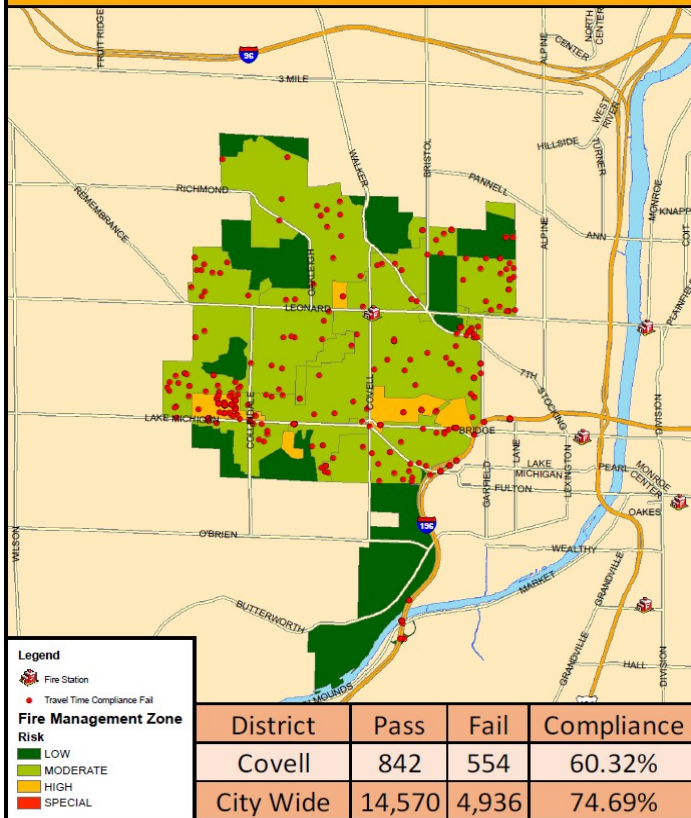 96
FRUIT RIDGE
3 MILE
ALPINE
CENTER
NORTH CENTER
WEST RIVER
HILLSIDE
TURNER
WALKER
BRISTOL
PANNELL
MONROE
KNAPP
COIT
ANN
ALPINE
RICHMOND
REMEMBRANCE
OAKLEIGH
LEONARD
PLAINFIELD
7TH
STOCKING
COVELL
COLLINDALE
LAKE MICHIGAN
BRIDGE
DIVISION
GARFIELD
LANE
LAKE MICHIGAN
LEXINGTON
PEARL
MONROE CENTER
FULTON
OAKES
196
O'BRIEN
WILSON
WEALTHY
MARKET
GRANDVILLE
BUTTERWORTH
GRANDVILLE
HALL
DIVISION
MOUNDS
Legend
Fire Station
Travel Time Compliance Fail
Fire Management Zone
Risk
LOW
MODERATE
HIGH
SPECIAL
District Pass Fail Compliance
Covell 842 554 60.32%
City Wide 14,570 4,936 74.69%